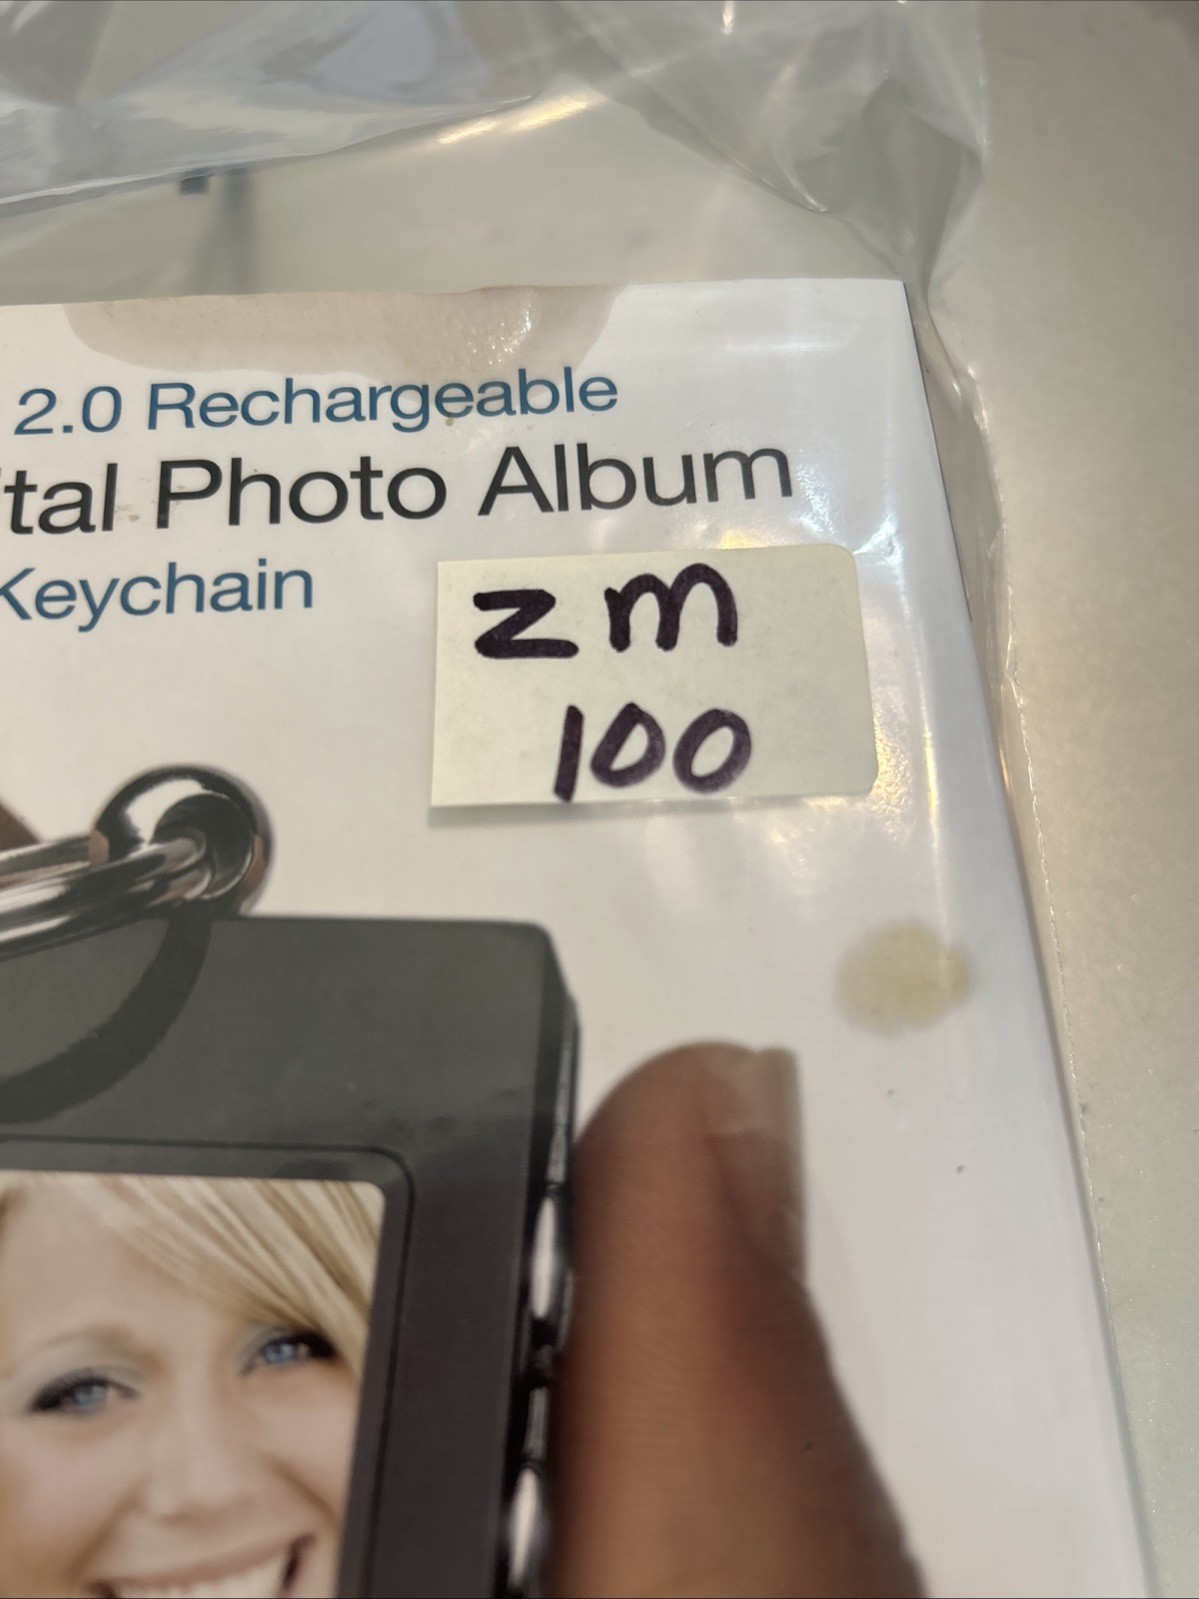 2.0 Rechargeable
ital Photo Album
Keychain
ZM
100